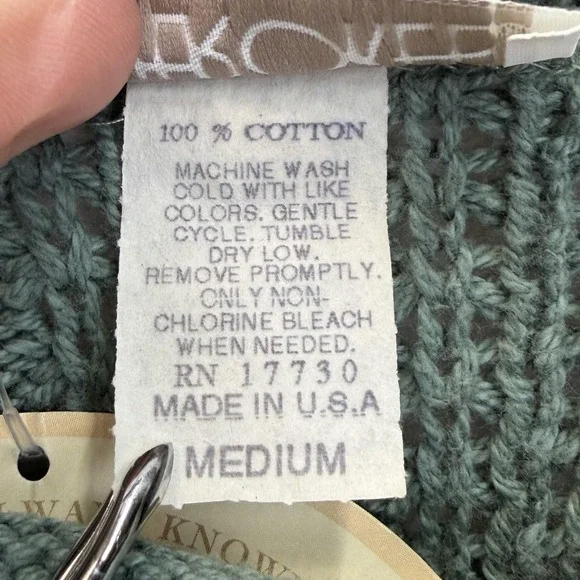 100 % COTTON
MACHINE WASH
COLD WITH LIKE
COLORS. GENTLE
CYCLE. TUMBLE
DRY LOW.
REMOVE PROMPTLY.
ONLY NON-
CHLORINE BLEACH
WHEN NEEDED.
RN 17730
MADE IN U.S.A
MEDIUM
KNOW